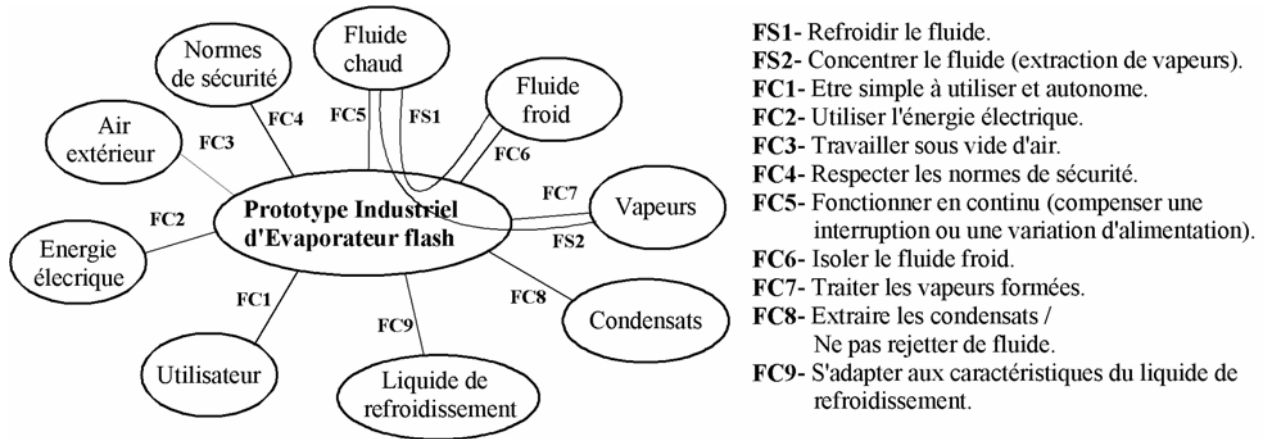 Normes
de sécurité
Fluide
chaud
Fluide
froid
Air
extérieur
FC4
FC5
FS1
FC3
FC6
FC7
Vapeurs
FC2
Prototype Industriel
d'Evaporateur flash
FS2
Energie
élecrique
FC1
FC8
FC9
Condensats
Utilisateur
Liquide de
refroidissement
FS1- Refroidir le fluide.
FS2- Concentrer le fluide (extraction de vapeurs).
FC1- Etre simple à utiliser et autonome.
FC2- Utiliser l'énergie électrique.
FC3- Travailler sous vide d'air.
FC4- Respecter les normes de sécurité.
FC5- Fonctionner en continu (compenser une
interruption ou une variation d'alimentation).
FC6- Isoler le fluide froid.
FC7- Traiter les vapeurs formées.
FC8- Extraire les condensats /
Ne pas rejetter de fluide.
FC9- S'adapter aux caractéristiques du liquide de
refroidissement.